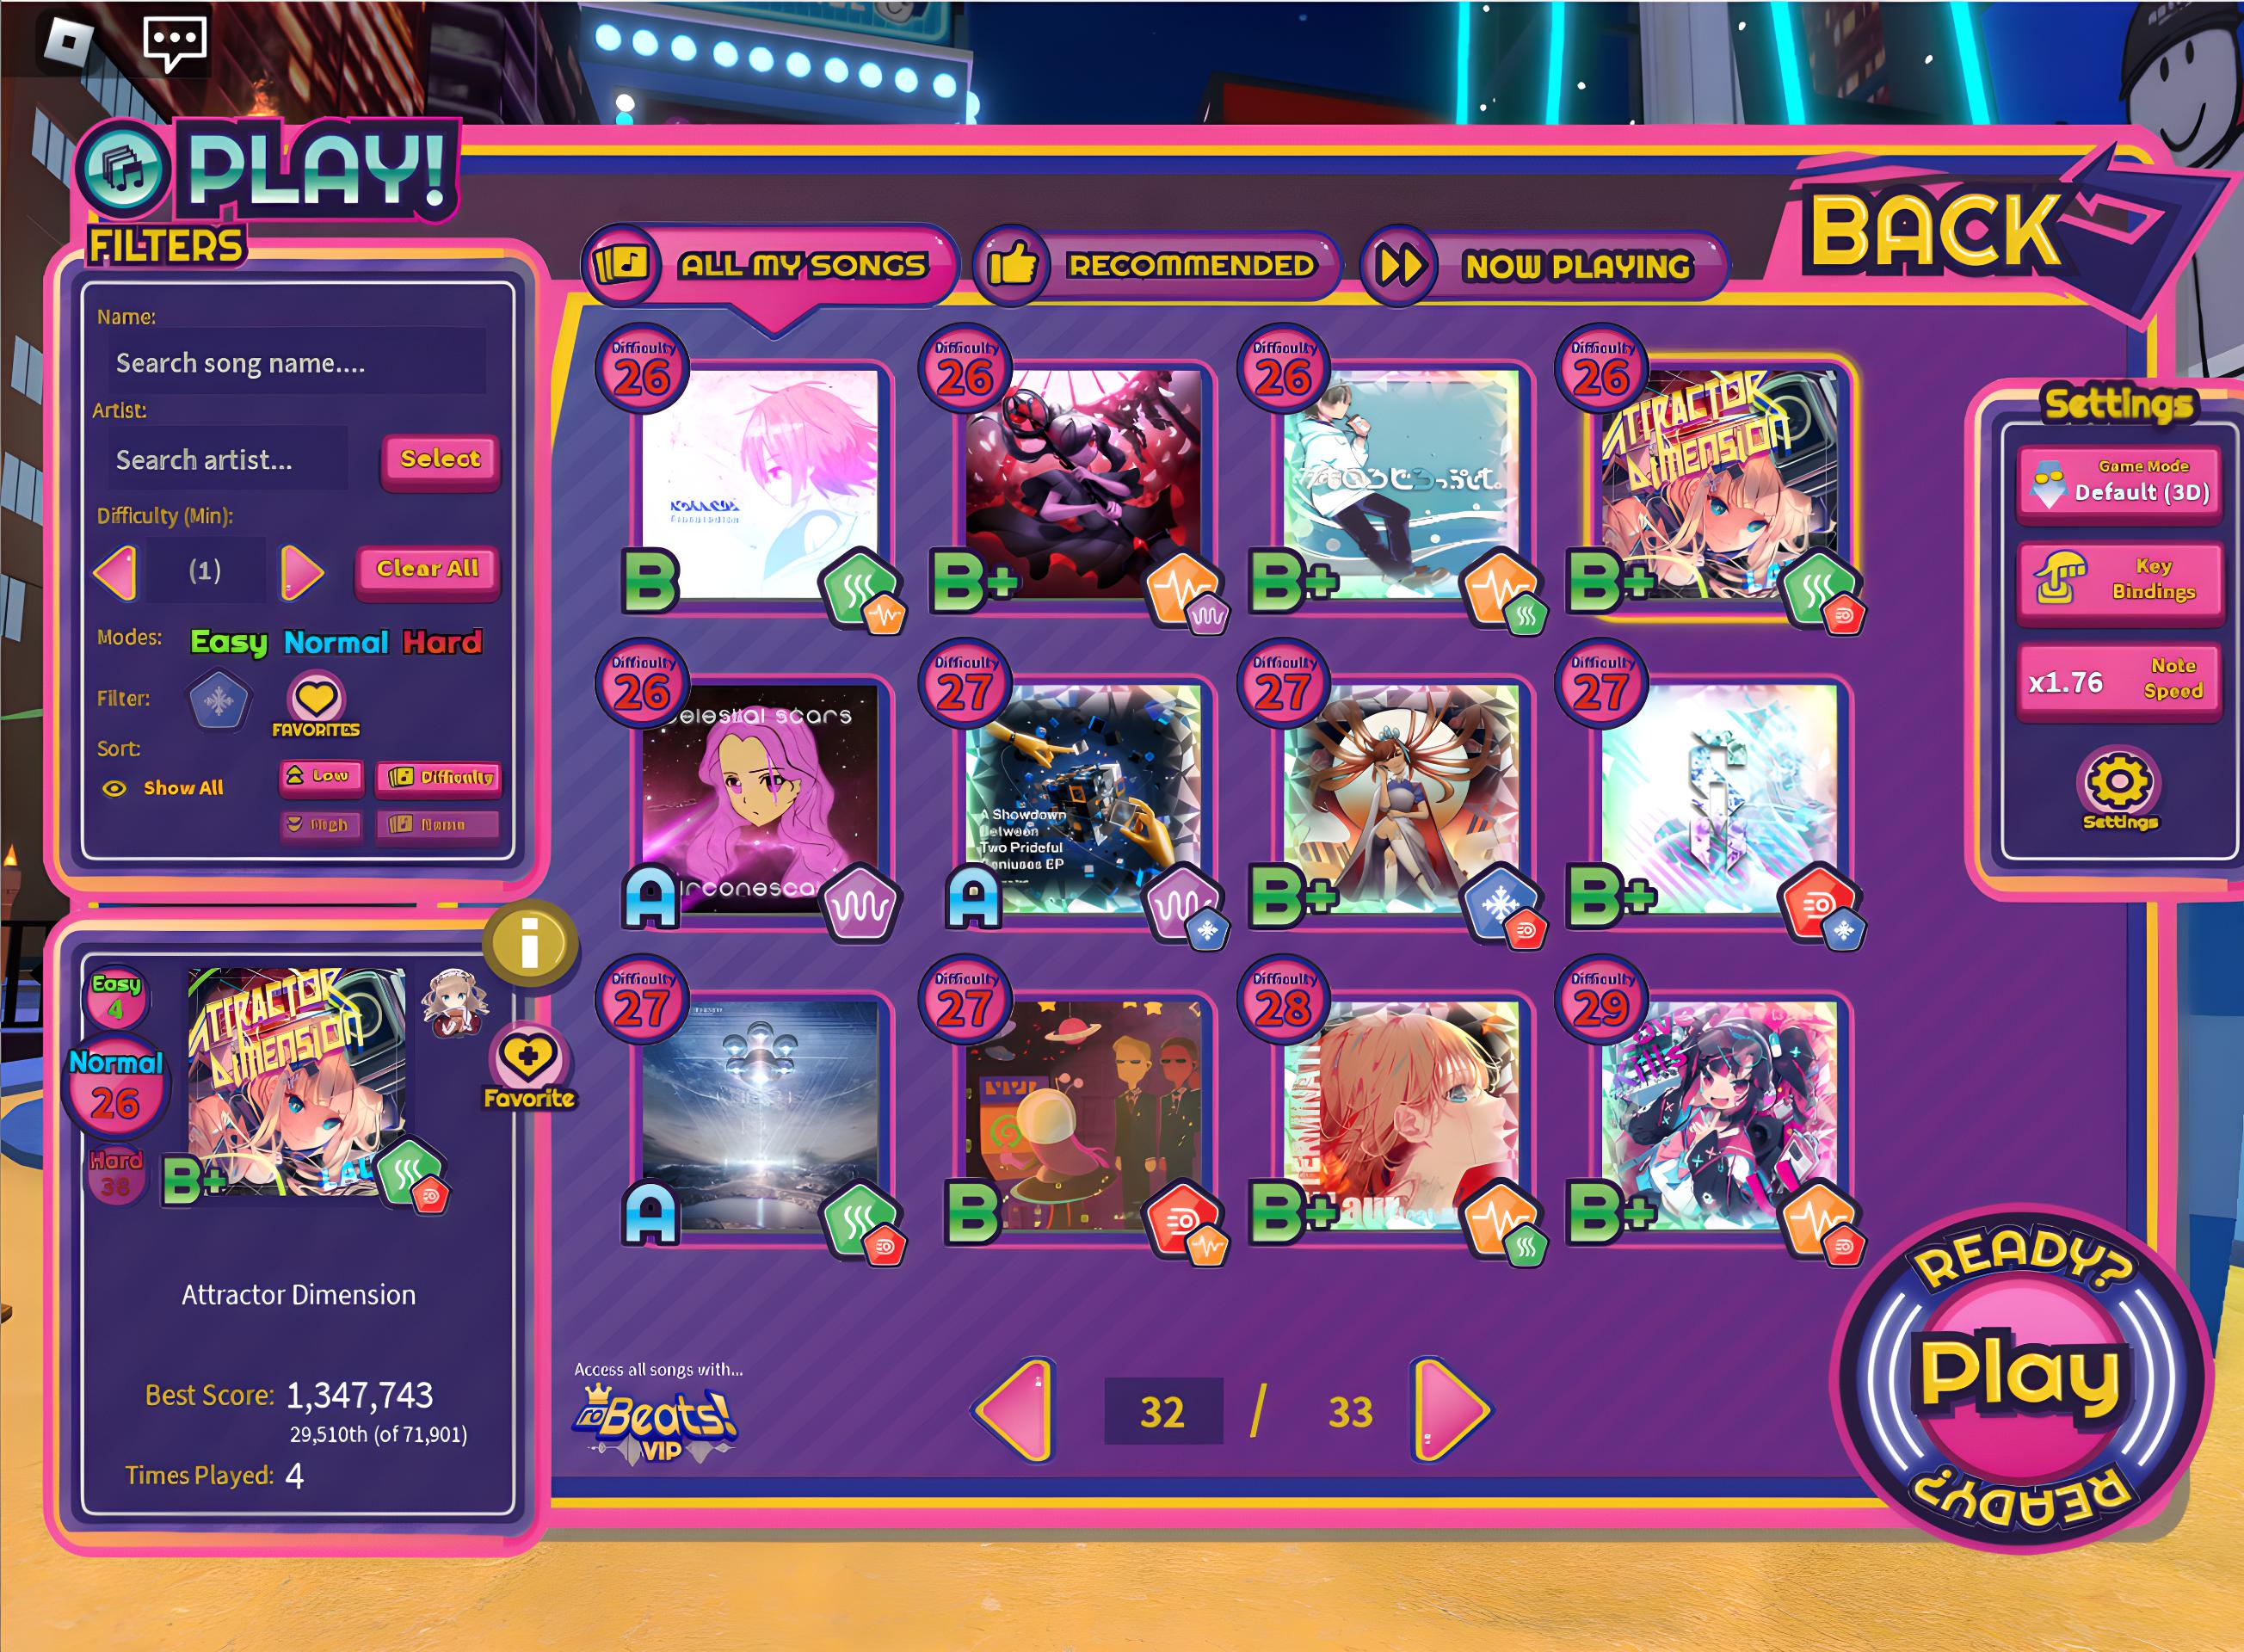 PLAY!
BACK
FILTERS
ALL MY SONGS
RECOMMENDED
NOW PLAYING
Name:
Search song name....
Artist:
Search artist...
Select
Difficulty (Min):
(1)
Clear All
Modes:
Easy
Normal
Hard
Filter:
FAVORITES
Sort:
Show All
Low
Difficulty
High
Name
Difficulty
26
B
Difficulty
26
B+
Difficulty
26
B+
Difficulty
26
ATTRACTOR
DIMENSION
B+
Difficulty
26
elestial scars
A
Difficulty
27
A Showdown
Between
Two Prideful
EP
A
Difficulty
27
B+
Difficulty
27
B+
Difficulty
27
A
Difficulty
27
B
Difficulty
28
B+
Difficulty
29
B+
Settings
Game Mode
Default (3D)
Key
Bindings
x1.76
Note
Speed
Settings
i
Easy
4
Normal
26
Hard
38
ATTRACTOR
DIMENSION
B+
Favorite
Attractor Dimension
Best Score: 1,347,743
29,510th (of 71,901)
Times Played: 4
Access all songs with...
roBeats!
VIP
32 / 33
READY?
Play
READY?